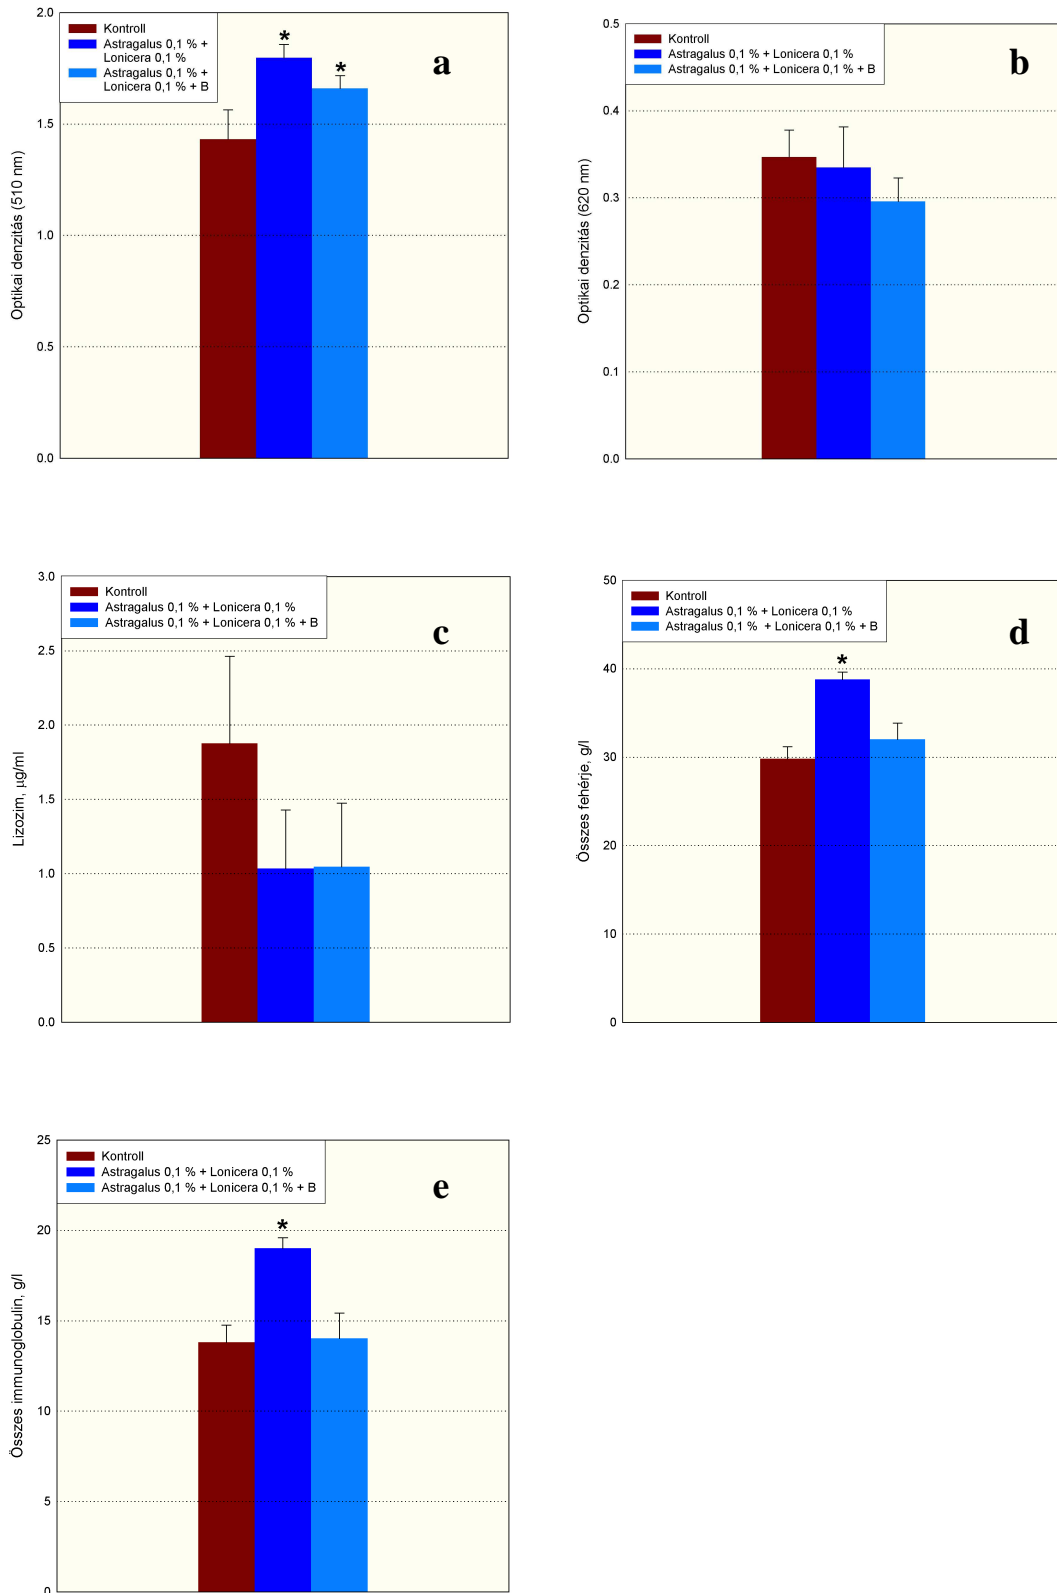 2.0
Kontroll
Astragalus 0,1 % +
Lonicera 0,1 %
Astragalus 0,1 % +
Lonicera 0,1 % + B
*
*
a
1.5
1.0
0.5
0.0
Optikai denzitás (510 nm)
0.5
Kontroll
Astragalus 0,1 % + Lonicera 0,1 %
Astragalus 0,1 % + Lonicera 0,1 % + B
b
0.4
0.3
0.2
0.1
0.0
Optikai denzitás (620 nm)
3.0
Kontroll
Astragalus 0,1 % + Lonicera 0,1 %
Astragalus 0,1 % + Lonicera 0,1 % + B
c
2.5
2.0
1.5
1.0
0.5
0.0
Lizozim, µg/ml
50
Kontroll
Astragalus 0,1 % + Lonicera 0,1 %
Astragalus 0,1 % + Lonicera 0,1 % + B
*
d
40
30
20
10
0
Összes fehérje, g/l
25
Kontroll
Astragalus 0,1 % + Lonicera 0,1 %
Astragalus 0,1 % + Lonicera 0,1 % + B
*
e
20
15
10
5
0
Összes immunoglobulin, g/l